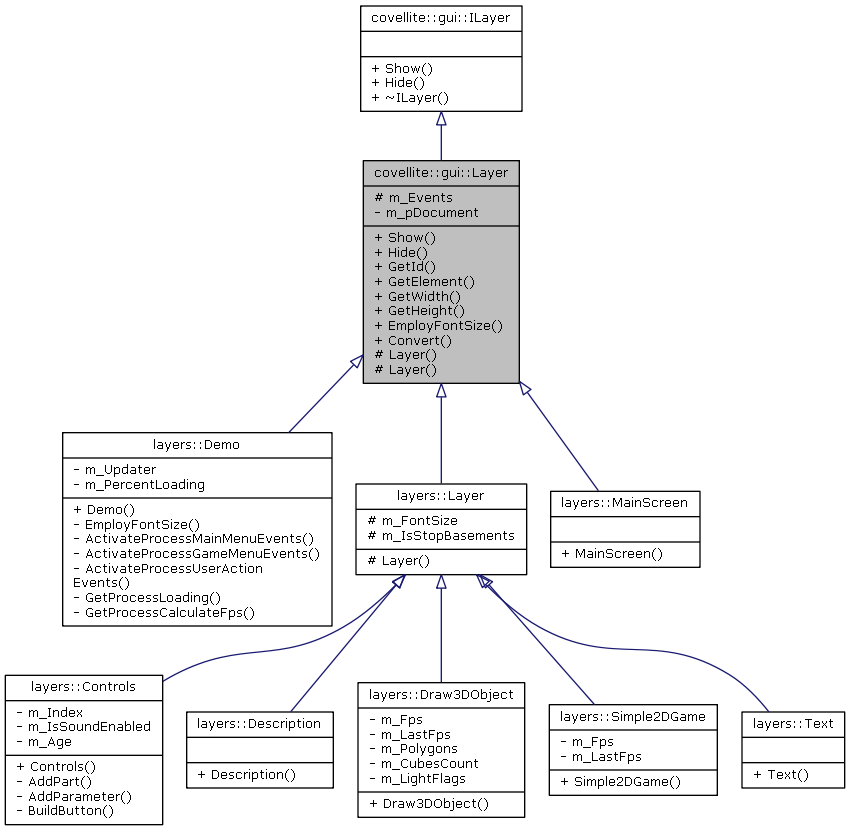 covellite::gui::ILayer
+ Show()
+ Hide()
+ ~ILayer()
covellite::gui::Layer
# m_Events
- m_pDocument
+ Show()
+ Hide()
+ GetId()
+ GetElement()
+ GetWidth()
+ GetHeight()
+ EmployFontSize()
+ Convert()
# Layer()
# Layer()
layers::Demo
- m_Updater
- m_PercentLoading
+ Demo()
- EmployFontSize()
- ActivateProcessMainMenuEvents()
- ActivateProcessGameMenuEvents()
- ActivateProcessUserAction
Events()
- GetProcessLoading()
- GetProcessCalculateFps()
layers::Layer
# m_FontSize
# m_IsStopBasements
# Layer()
layers::MainScreen
+ MainScreen()
layers::Controls
- m_Index
- m_IsSoundEnabled
- m_Age
+ Controls()
- AddPart()
- AddParameter()
- BuildButton()
layers::Description
+ Description()
layers::Draw3DObject
- m_Fps
- m_LastFps
- m_Polygons
- m_CubesCount
- m_LightFlags
+ Draw3DObject()
layers::Simple2DGame
- m_Fps
- m_LastFps
+ Simple2DGame()
layers::Text
+ Text()